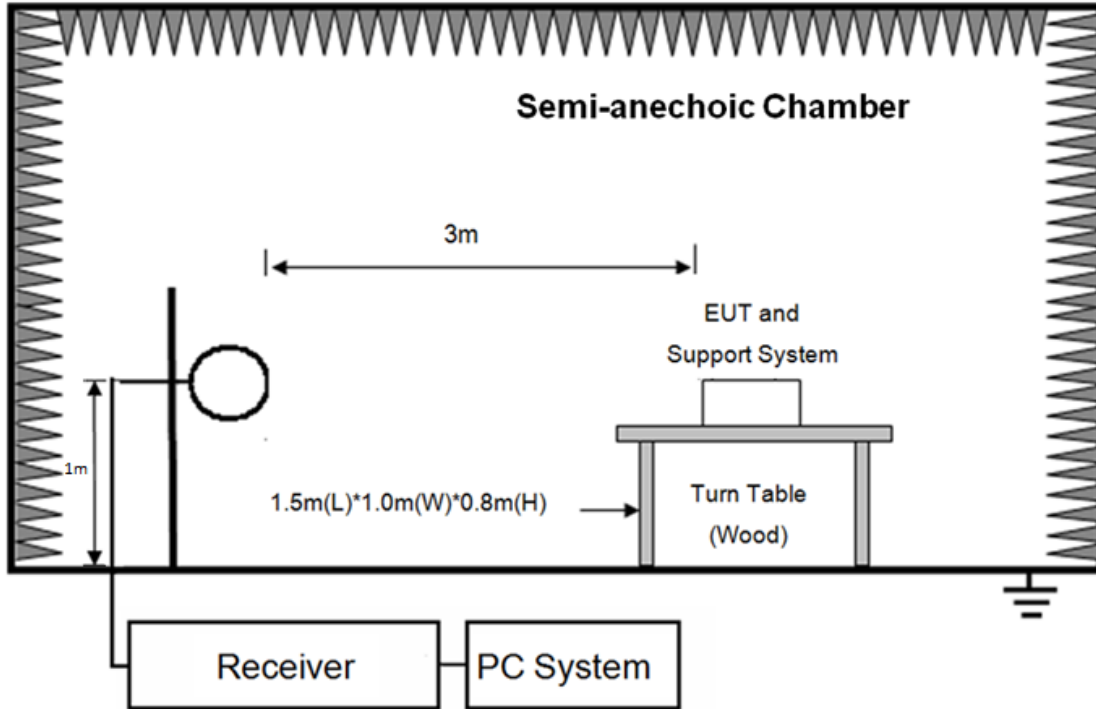 Semi-anechoic Chamber
3m
EUT and
Support System
1m
1.5m(L)*1.0m(W)*0.8m(H)
Turn Table
(Wood)
Receiver
PC System